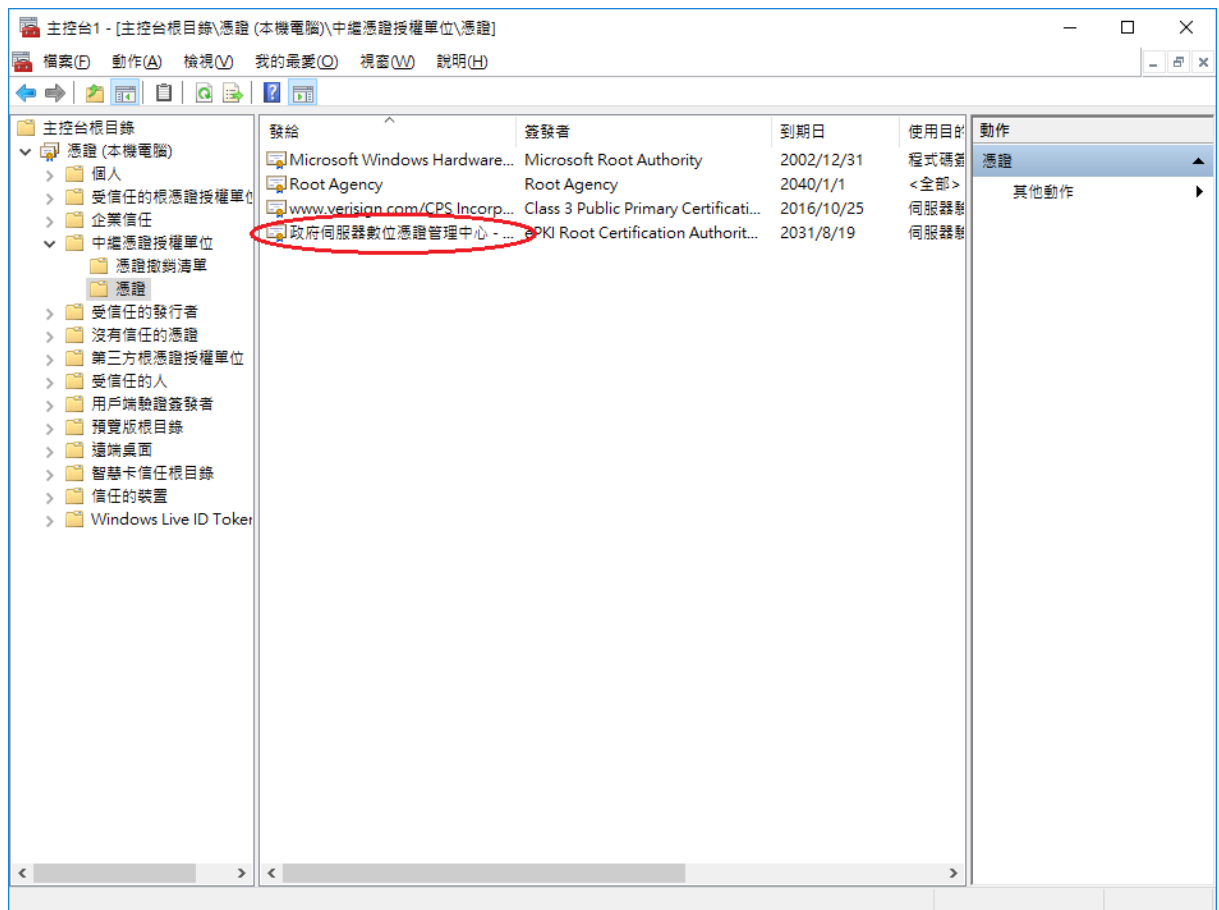 主控台1 - [主控台根目錄\憑證 (本機電腦)\中繼憑證授權單位\憑證]
檔案(F) 動作(A) 檢視(V) 我的最愛(O) 視窗(W) 說明(H)
主控台根目錄
憑證 (本機電腦)
個人
受信任的根憑證授權單位
企業信任
中繼憑證授權單位
憑證撤銷清單
憑證
受信任的發行者
沒有信任的憑證
第三方根憑證授權單位
受信任的人
用戶端驗證簽發者
預覽版根目錄
遠端桌面
智慧卡信任根目錄
信任的裝置
Windows Live ID Token
發給 簽發者 到期日 使用目的
Microsoft Windows Hardware... Microsoft Root Authority 2002/12/31 程式碼簽
Root Agency Root Agency 2040/1/1 <全部>
www.verisign.com/CPS Incorp... Class 3 Public Primary Certificati... 2016/10/25 伺服器驗
政府伺服器數位憑證管理中心 - ... ePKI Root Certification Authorit... 2031/8/19 伺服器驗
動作
憑證
其他動作